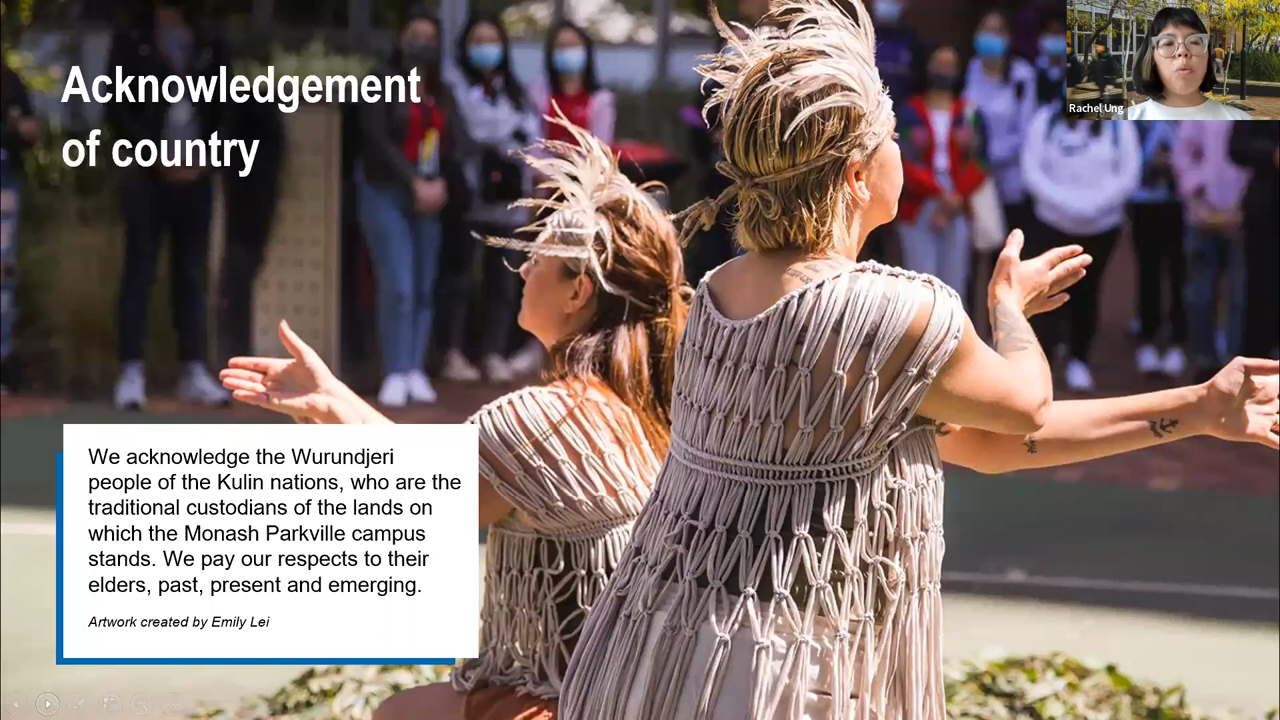 Acknowledgement
of country
Rachel Ung
We acknowledge the Wurundjeri
people of the Kulin nations, who are the
traditional custodians of the lands on
which the Monash Parkville campus
stands. We pay our respects to their
elders, past, present and emerging.
Artwork created by Emily Lei